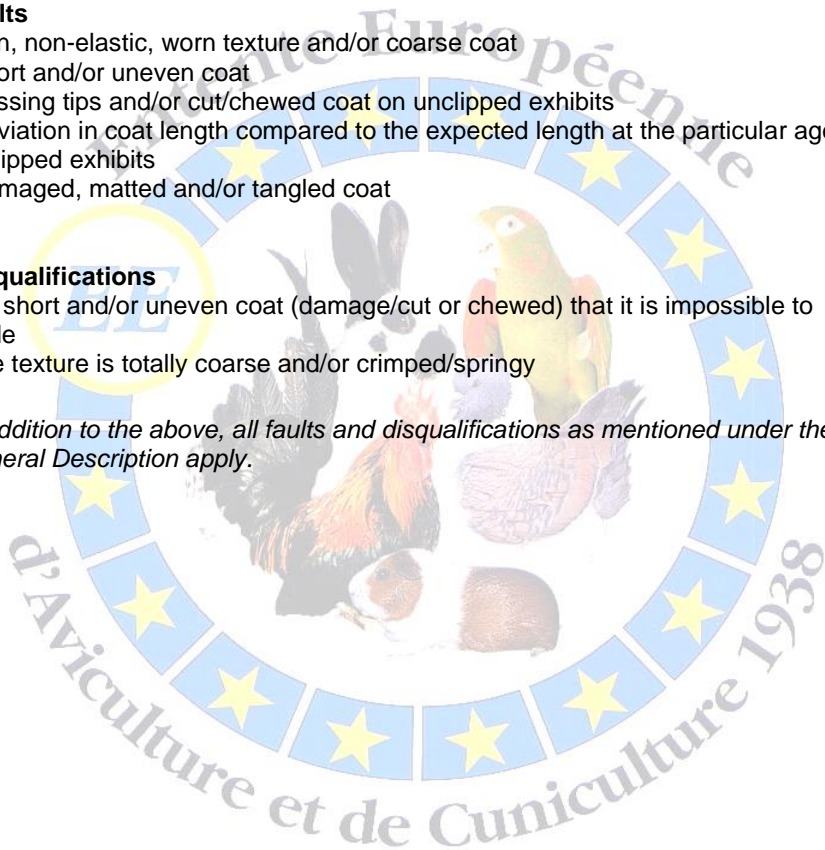 lts
n, non-elastic, worn texture and/or coarse coat
ort and/or uneven coat
ssing tips and/or cut/chewed coat on unclipped exhibits
viation in coat length compared to the expected length at the particular age
ipped exhibits
maged, matted and/or tangled coat
qualifications
short and/or uneven coat (damage/cut or chewed) that it is impossible to
le
e texture is totally coarse and/or crimped/springy
addition to the above, all faults and disqualifications as mentioned under the
neral Description apply.
Entente Européenne
EE
d'Aviculture et de Cuniculture 1938